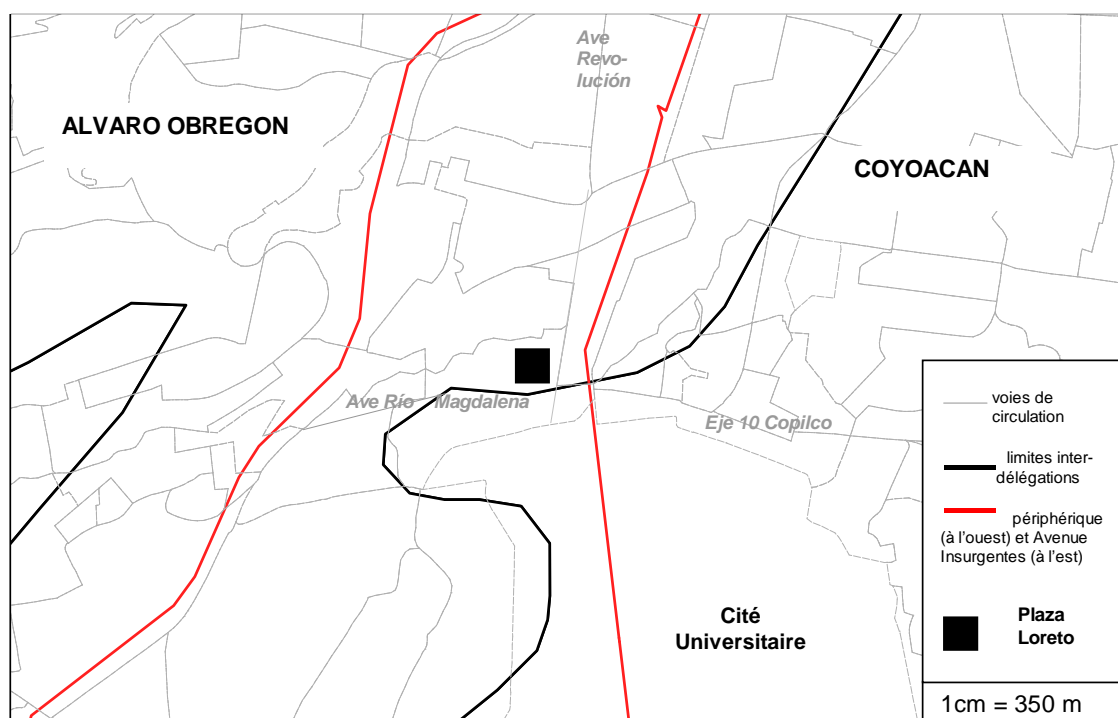 Ave
Revo-
lución
ALVARO OBREGON
COYOACAN
Ave Río Magdalena
Eje 10 Copilco
Cité
Universitaire
voies de
circulation
limites inter-
délégations
périphérique
(à l'ouest) et Avenue
Insurgentes (à l'est)
Plaza
Loreto
1cm = 350 m